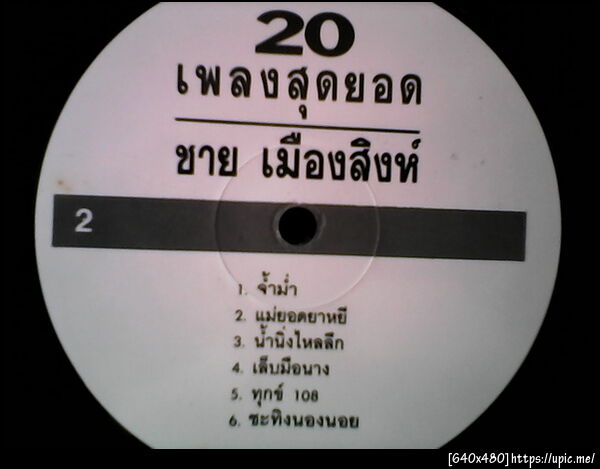 20
เพลงสุดยอด
ชาย เมืองสิงห์
2
1. จ้ำม่ำ
2. แม่ยอดยาหยี
3. น้ำนิ่งไหลลึก
4. เล็บมือนาง
5. ทุกข์ 108
6. ชะทิงนองนอย
[640x480]https://upic.me/